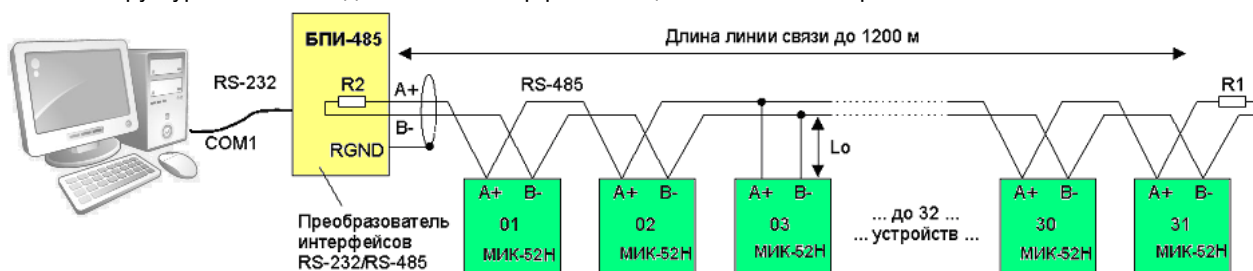 БПИ-485
Длина линии связи до 1200 м
RS-232
R2
A+
RS-485
R1
B-
COM1
RGND
Lo
A+ B-
A+ B-
A+ B-
A+ B-
A+ B-
01
02
03
30
31
МИК-52Н
МИК-52Н
МИК-52Н
МИК-52Н
МИК-52Н
... до 32 ...
... устройств ...
Преобразователь
интерфейсов
RS-232/RS-485